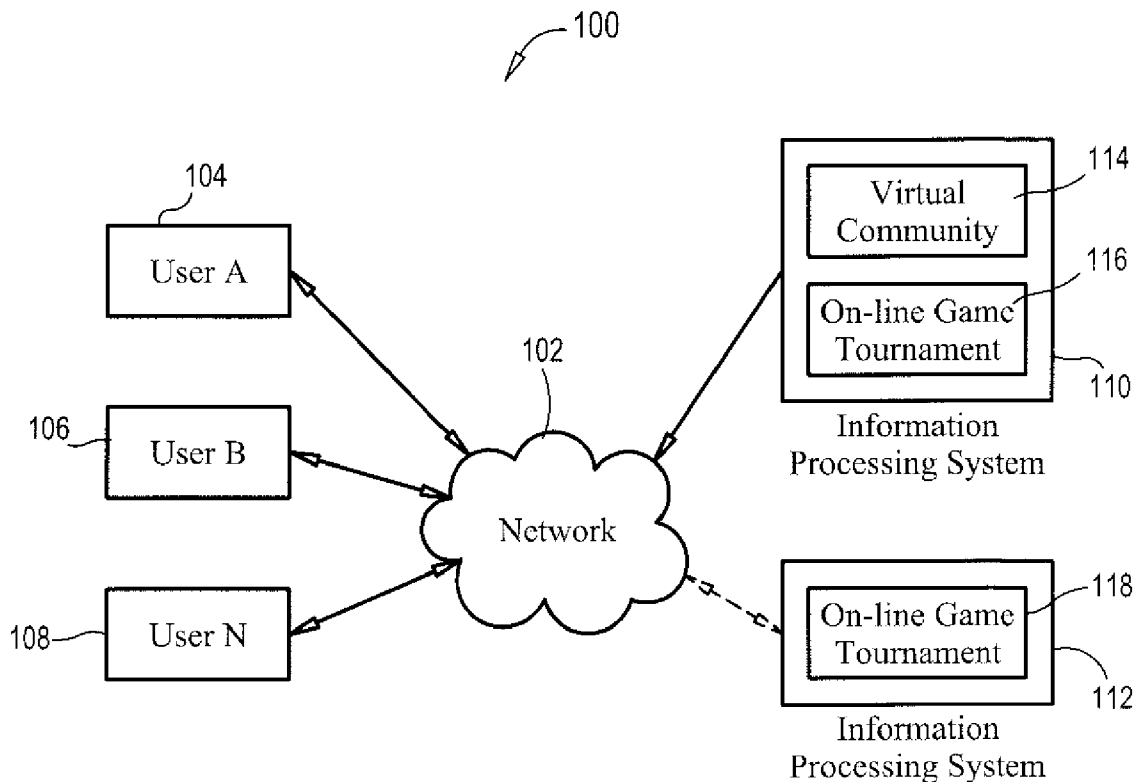 100
104
User A
106
User B
108
User N
102
Network
Virtual
Community
114
On-line Game
Tournament
116
110
Information
Processing System
On-line Game
Tournament
118
112
Information
Processing System